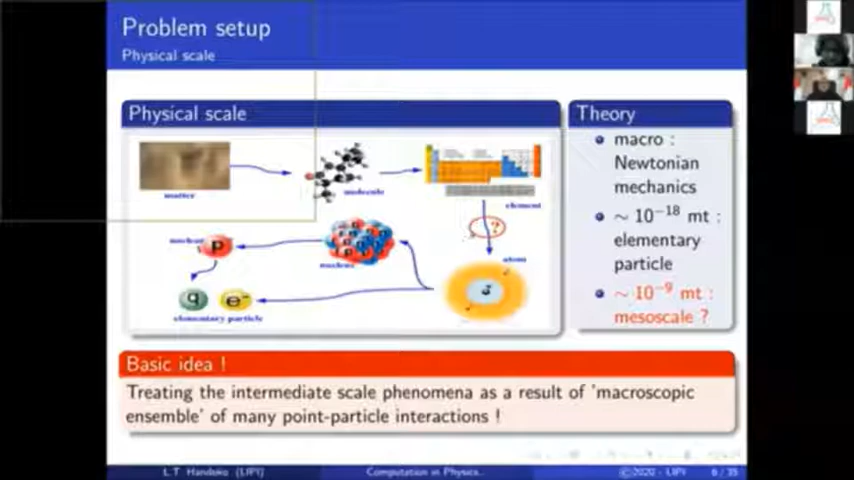 Problem setup
Physical scale
Physical scale
matter
molecule
element
?
atom
nucleus
p
q
e-
elementary particle
Theory
macro :
Newtonian
mechanics
~ 10−18 mt :
elementary
particle
~ 10−9 mt :
mesoscale ?
Basic idea !
Treating the intermediate scale phenomena as a result of 'macroscopic
ensemble' of many point-particle interactions !
L.T. Handoko (LIPI)
Computation in Physics..
©2020 - LIPI
6 / 35